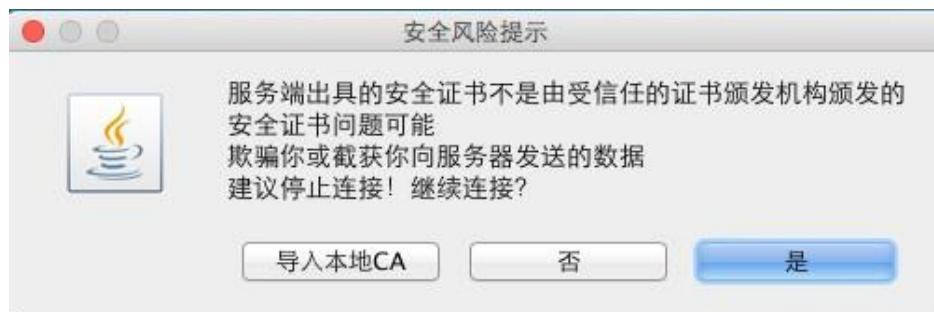 安全风险提示
服务端出具的安全证书不是由受信任的证书颁发机构颁发的
安全证书问题可能
欺骗你或截获你向服务器发送的数据
建议停止连接！继续连接?
导入本地CA 否 是